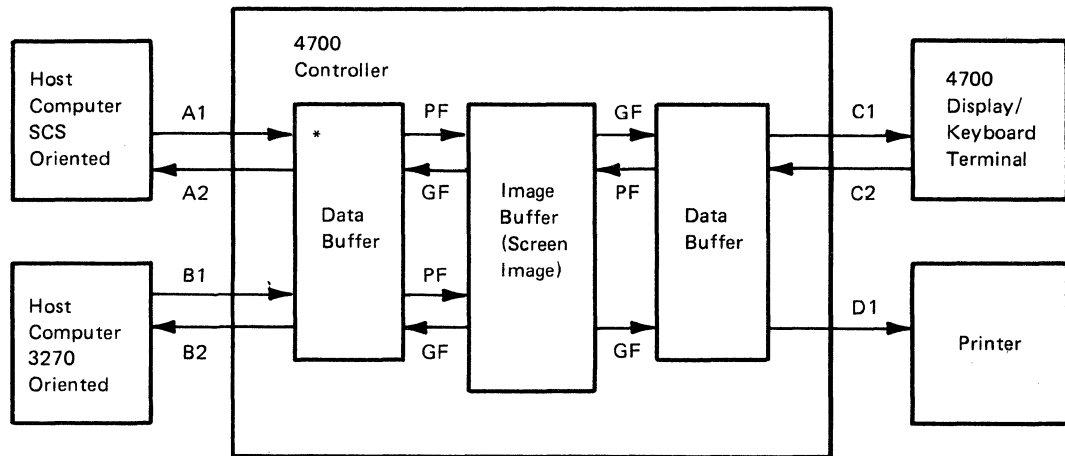 Host
Computer
SCS
Oriented
A1
A2
Host
Computer
3270
Oriented
B1
B2
4700
Controller
*
Data
Buffer
PF
GF
PF
GF
Image
Buffer
(Screen
Image)
GF
PF
GF
Data
Buffer
C1
C2
D1
4700
Display/
Keyboard
Terminal
Printer